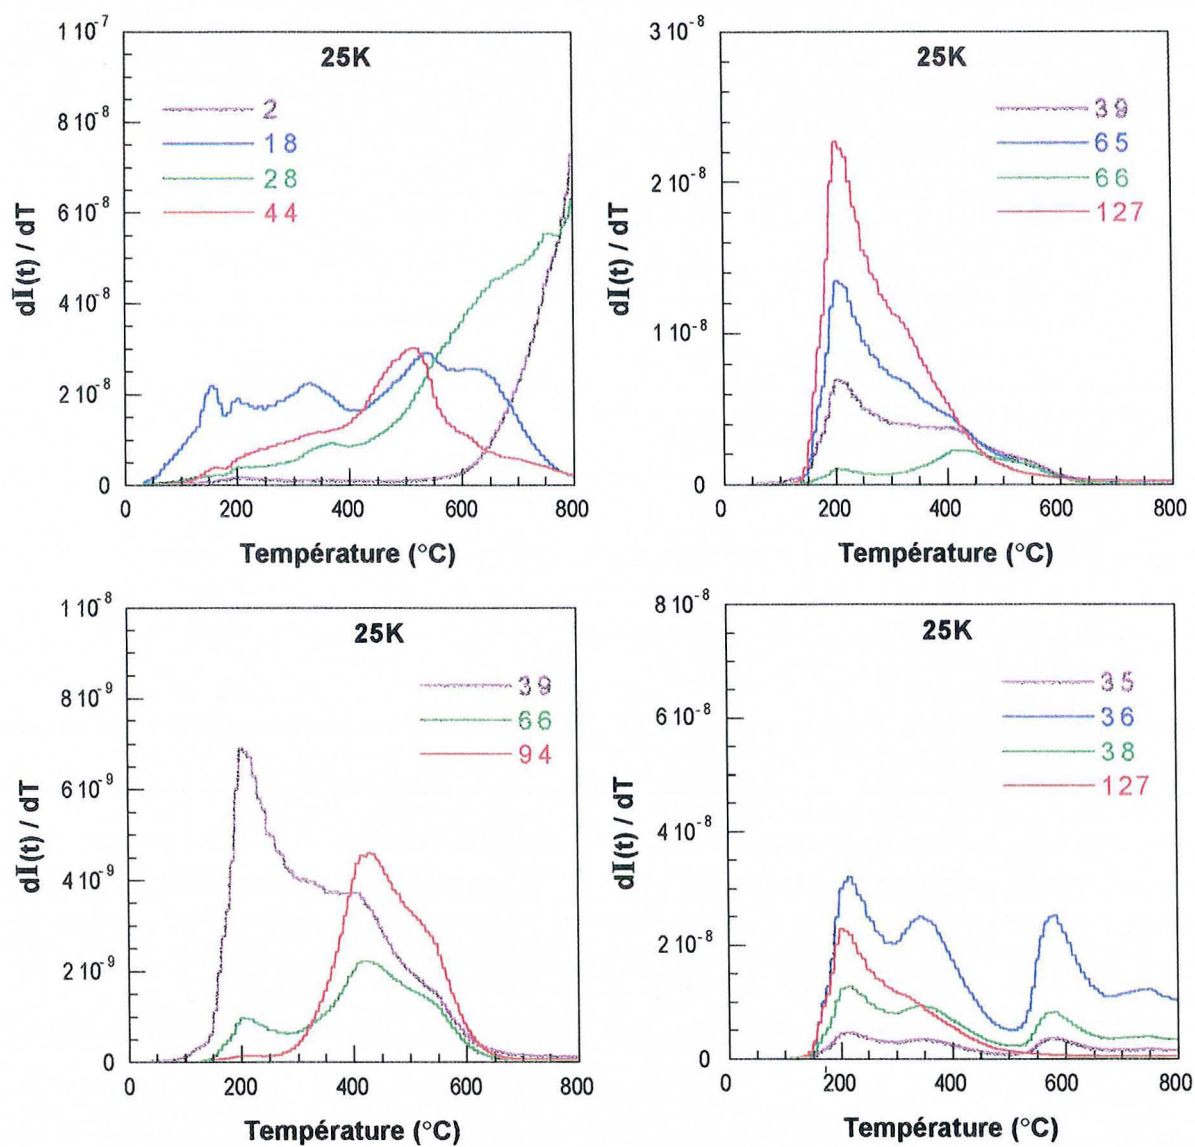 1 10⁻⁷
25K
2
18
28
44
8 10⁻⁸
6 10⁻⁸
4 10⁻⁸
2 10⁻⁸
0
0 200 400 600 800
dI(t) / dT
Température (°C)
3 10⁻⁸
25K
39
65
66
127
2 10⁻⁸
1 10⁻⁸
0
0 200 400 600 800
dI(t) / dT
Température (°C)
1 10⁻⁸
25K
39
66
94
8 10⁻⁹
6 10⁻⁹
4 10⁻⁹
2 10⁻⁹
0
0 200 400 600 800
dI(t) / dT
Température (°C)
8 10⁻⁸
25K
35
36
38
127
6 10⁻⁸
4 10⁻⁸
2 10⁻⁸
0
0 200 400 600 800
dI(t) / dT
Température (°C)